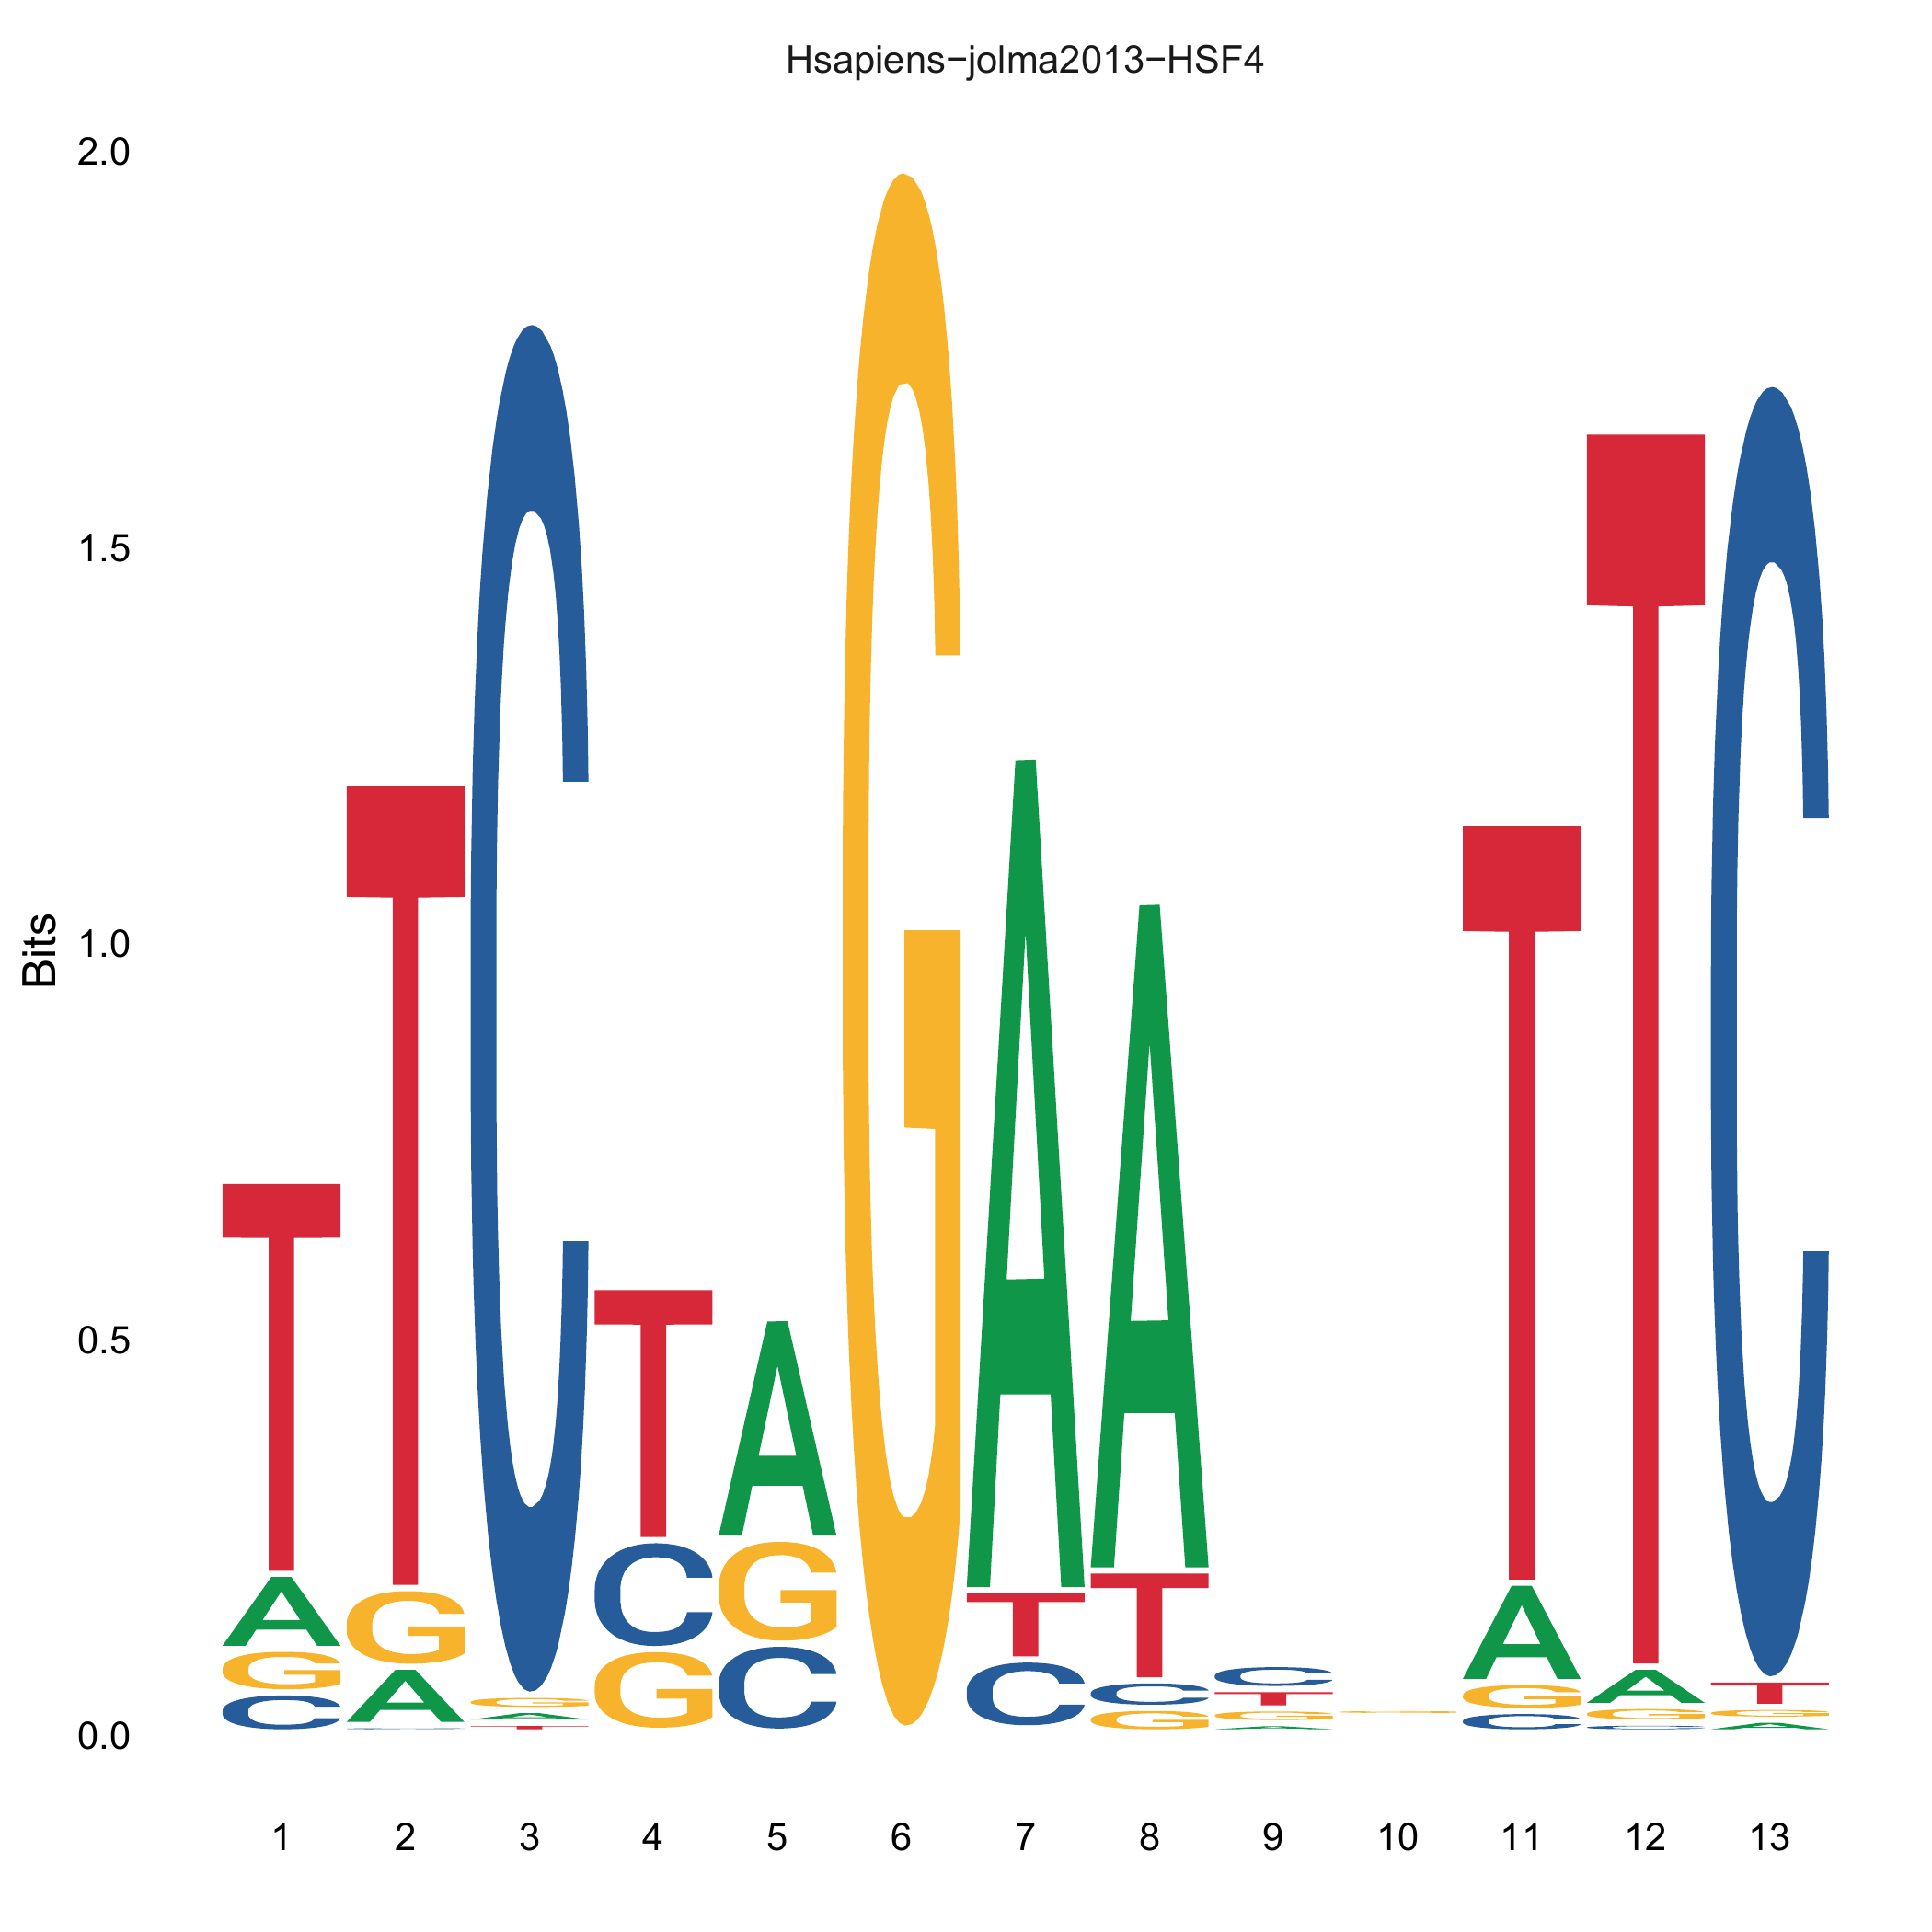 Hsapiens−jolma2013−HSF4
2.0
1.5
1.0
0.5
0.0
Bits
T T C T A G A A C T T C
A G G C G T T T A A T
G A A G C C C G G G G
C T G A C C A
1 2 3 4 5 6 7 8 9 10 11 12 13